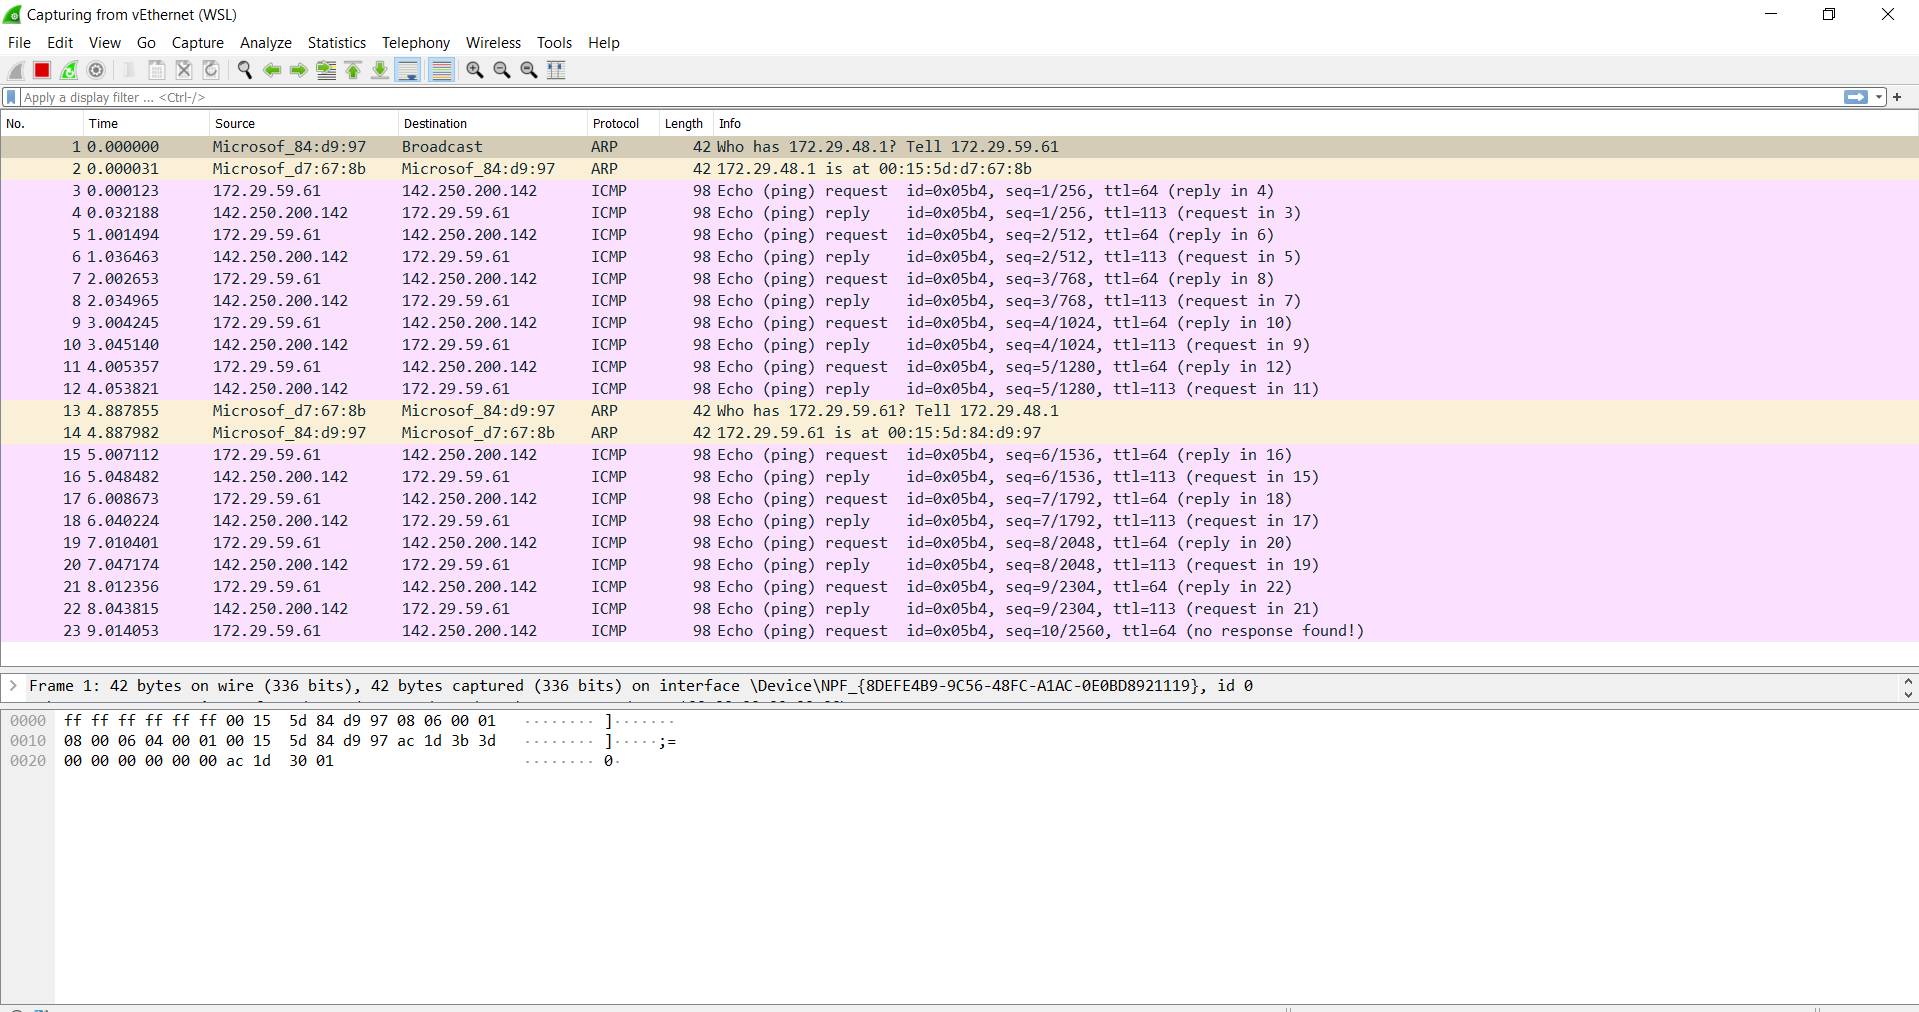 Capturing from vEthernet (WSL)
File Edit View Go Capture Analyze Statistics Telephony Wireless Tools Help
Apply a display filter ... <Ctrl-/>
No. Time Source Destination Protocol Length Info
1 0.000000 Microsof_84:d9:97 Broadcast ARP 42 Who has 172.29.48.1? Tell 172.29.59.61
2 0.000031 Microsof_d7:67:8b Microsof_84:d9:97 ARP 42 172.29.48.1 is at 00:15:5d:d7:67:8b
3 0.000123 172.29.59.61 142.250.200.142 ICMP 98 Echo (ping) request id=0x05b4, seq=1/256, ttl=64 (reply in 4)
4 0.032188 142.250.200.142 172.29.59.61 ICMP 98 Echo (ping) reply id=0x05b4, seq=1/256, ttl=113 (request in 3)
5 1.001494 172.29.59.61 142.250.200.142 ICMP 98 Echo (ping) request id=0x05b4, seq=2/512, ttl=64 (reply in 6)
6 1.036463 142.250.200.142 172.29.59.61 ICMP 98 Echo (ping) reply id=0x05b4, seq=2/512, ttl=113 (request in 5)
7 2.002653 172.29.59.61 142.250.200.142 ICMP 98 Echo (ping) request id=0x05b4, seq=3/768, ttl=64 (reply in 8)
8 2.034965 142.250.200.142 172.29.59.61 ICMP 98 Echo (ping) reply id=0x05b4, seq=3/768, ttl=113 (request in 7)
9 3.004245 172.29.59.61 142.250.200.142 ICMP 98 Echo (ping) request id=0x05b4, seq=4/1024, ttl=64 (reply in 10)
10 3.045140 142.250.200.142 172.29.59.61 ICMP 98 Echo (ping) reply id=0x05b4, seq=4/1024, ttl=113 (request in 9)
11 4.005357 172.29.59.61 142.250.200.142 ICMP 98 Echo (ping) request id=0x05b4, seq=5/1280, ttl=64 (reply in 12)
12 4.053821 142.250.200.142 172.29.59.61 ICMP 98 Echo (ping) reply id=0x05b4, seq=5/1280, ttl=113 (request in 11)
13 4.887855 Microsof_d7:67:8b Microsof_84:d9:97 ARP 42 Who has 172.29.59.61? Tell 172.29.48.1
14 4.887982 Microsof_84:d9:97 Microsof_d7:67:8b ARP 42 172.29.59.61 is at 00:15:5d:84:d9:97
15 5.007112 172.29.59.61 142.250.200.142 ICMP 98 Echo (ping) request id=0x05b4, seq=6/1536, ttl=64 (reply in 16)
16 5.048482 142.250.200.142 172.29.59.61 ICMP 98 Echo (ping) reply id=0x05b4, seq=6/1536, ttl=113 (request in 15)
17 6.008673 172.29.59.61 142.250.200.142 ICMP 98 Echo (ping) request id=0x05b4, seq=7/1792, ttl=64 (reply in 18)
18 6.040224 142.250.200.142 172.29.59.61 ICMP 98 Echo (ping) reply id=0x05b4, seq=7/1792, ttl=113 (request in 17)
19 7.010401 172.29.59.61 142.250.200.142 ICMP 98 Echo (ping) request id=0x05b4, seq=8/2048, ttl=64 (reply in 20)
20 7.047174 142.250.200.142 172.29.59.61 ICMP 98 Echo (ping) reply id=0x05b4, seq=8/2048, ttl=113 (request in 19)
21 8.012356 172.29.59.61 142.250.200.142 ICMP 98 Echo (ping) request id=0x05b4, seq=9/2304, ttl=64 (reply in 22)
22 8.043815 142.250.200.142 172.29.59.61 ICMP 98 Echo (ping) reply id=0x05b4, seq=9/2304, ttl=113 (request in 21)
23 9.014053 172.29.59.61 142.250.200.142 ICMP 98 Echo (ping) request id=0x05b4, seq=10/2560, ttl=64 (no response found!)
Frame 1: 42 bytes on wire (336 bits), 42 bytes captured (336 bits) on interface \Device\NPF_{8DEFE4B9-9C56-48FC-A1AC-0E0BD8921119}, id 0
0000 ff ff ff ff ff ff 00 15 5d 84 d9 97 08 06 00 01 ········ ]·······
0010 08 00 06 04 00 01 00 15 5d 84 d9 97 ac 1d 3b 3d ········ ]·····;=
0020 00 00 00 00 00 00 ac 1d 30 01 ········ 0·